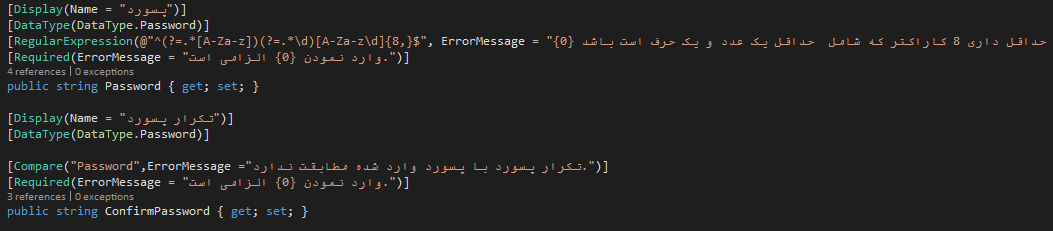 [Display(Name = "پسورد")]
[DataType(DataType.Password)]
[RegularExpression(@"^(?=.*[A-Za-z])(?=.*\d)[A-Za-z\d]{8,}$", ErrorMessage = "{0} حداقل داری 8 کاراکتر که شامل  حداقل یک عدد و یک حرف است باشد
[Required(ErrorMessage = "وارد نمودن {0} الزامی است.")]
4 references | 0 exceptions
public string Password { get; set; }
[Display(Name = "تکرار پسورد")]
[DataType(DataType.Password)]
[Compare("Password",ErrorMessage ="تکرار پسورد با پسورد وارد شده مطابقت ندارد.")]
[Required(ErrorMessage = "وارد نمودن {0} الزامی است.")]
3 references | 0 exceptions
public string ConfirmPassword { get; set; }